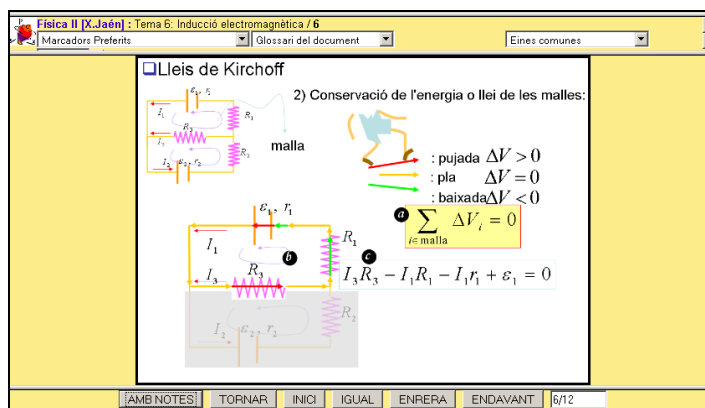 Física II [X.Jaén] : Tema 6: Inducció electromagnètica / 6
Marcadors Preferits
Glossari del document
Eines comunes
Lleis de Kirchoff
2) Conservació de l'energia o llei de les malles:
ε₁, r₁
I₁
R₁
R₃
I₃
R₂
I₂
ε₂, r₂
malla
: pujada ΔV > 0
: pla ΔV = 0
: baixada ΔV < 0
a
∑ i∈malla ΔVᵢ = 0
ε₁, r₁
I₁
R₁
b
c
I₃R₃ − I₁R₁ − I₁r₁ + ε₁ = 0
I₃
R₃
R₂
I₂
ε₂, r₂
AMB NOTES
TORNAR
INICI
IGUAL
ENRERA
ENDAVANT
6/12